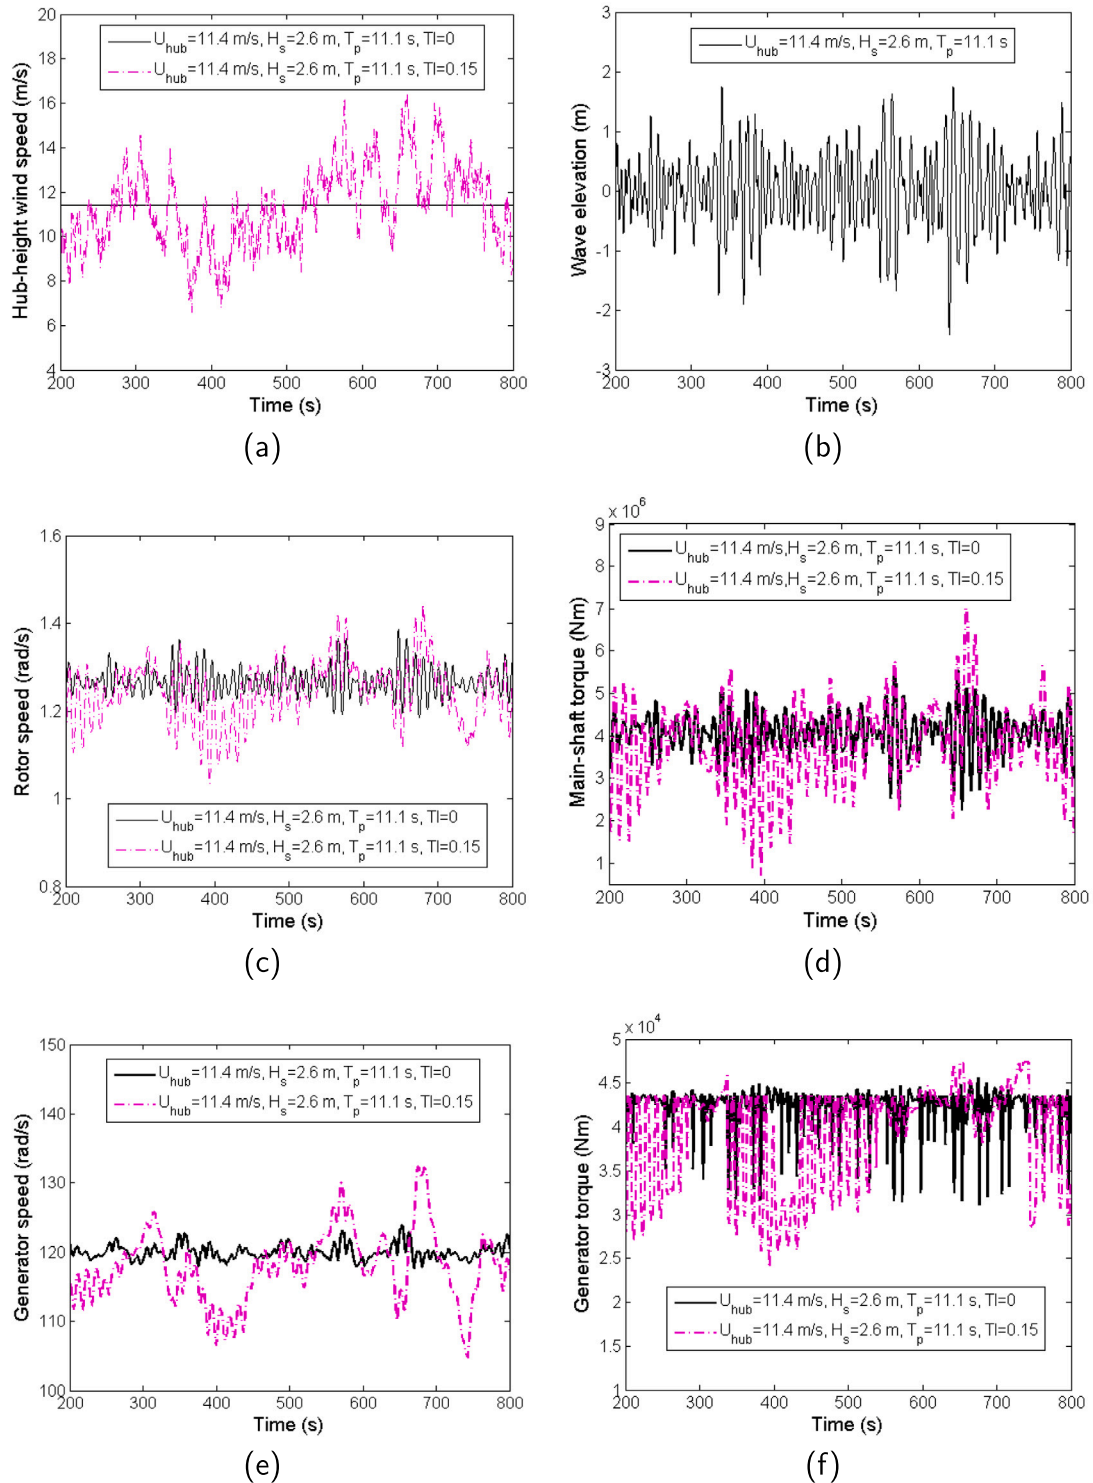 20
18
16
14
12
10
8
6
4
200 300 400 500 600 700 800
Hub-height wind speed (m/s)
Time (s)
U_hub=11.4 m/s, H_s=2.6 m, T_p=11.1 s, TI=0
U_hub=11.4 m/s, H_s=2.6 m, T_p=11.1 s, TI=0.15
(a)
3
2
1
0
-1
-2
-3
200 300 400 500 600 700 800
Wave elevation (m)
Time (s)
U_hub=11.4 m/s, H_s=2.6 m, T_p=11.1 s
(b)
1.6
1.4
1.2
1
0.8
200 300 400 500 600 700 800
Rotor speed (rad/s)
Time (s)
U_hub=11.4 m/s, H_s=2.6 m, T_p=11.1 s, TI=0
U_hub=11.4 m/s, H_s=2.6 m, T_p=11.1 s, TI=0.15
(c)
x 10^6
9
8
7
6
5
4
3
2
1
200 300 400 500 600 700 800
Main-shaft torque (Nm)
Time (s)
U_hub=11.4 m/s,H_s=2.6 m, T_p=11.1 s, TI=0
U_hub=11.4 m/s,H_s=2.6 m, T_p=11.1 s, TI=0.15
(d)
150
140
130
120
110
100
200 300 400 500 600 700 800
Generator speed (rad/s)
Time (s)
U_hub=11.4 m/s, H_s=2.6 m, T_p=11.1 s, TI=0
U_hub=11.4 m/s, H_s=2.6 m, T_p=11.1 s, TI=0.15
(e)
x 10^4
5
4.5
4
3.5
3
2.5
2
1.5
1
200 300 400 500 600 700 800
Generator torque (Nm)
Time (s)
U_hub=11.4 m/s, H_s=2.6 m, T_p=11.1 s, TI=0
U_hub=11.4 m/s, H_s=2.6 m, T_p=11.1 s, TI=0.15
(f)